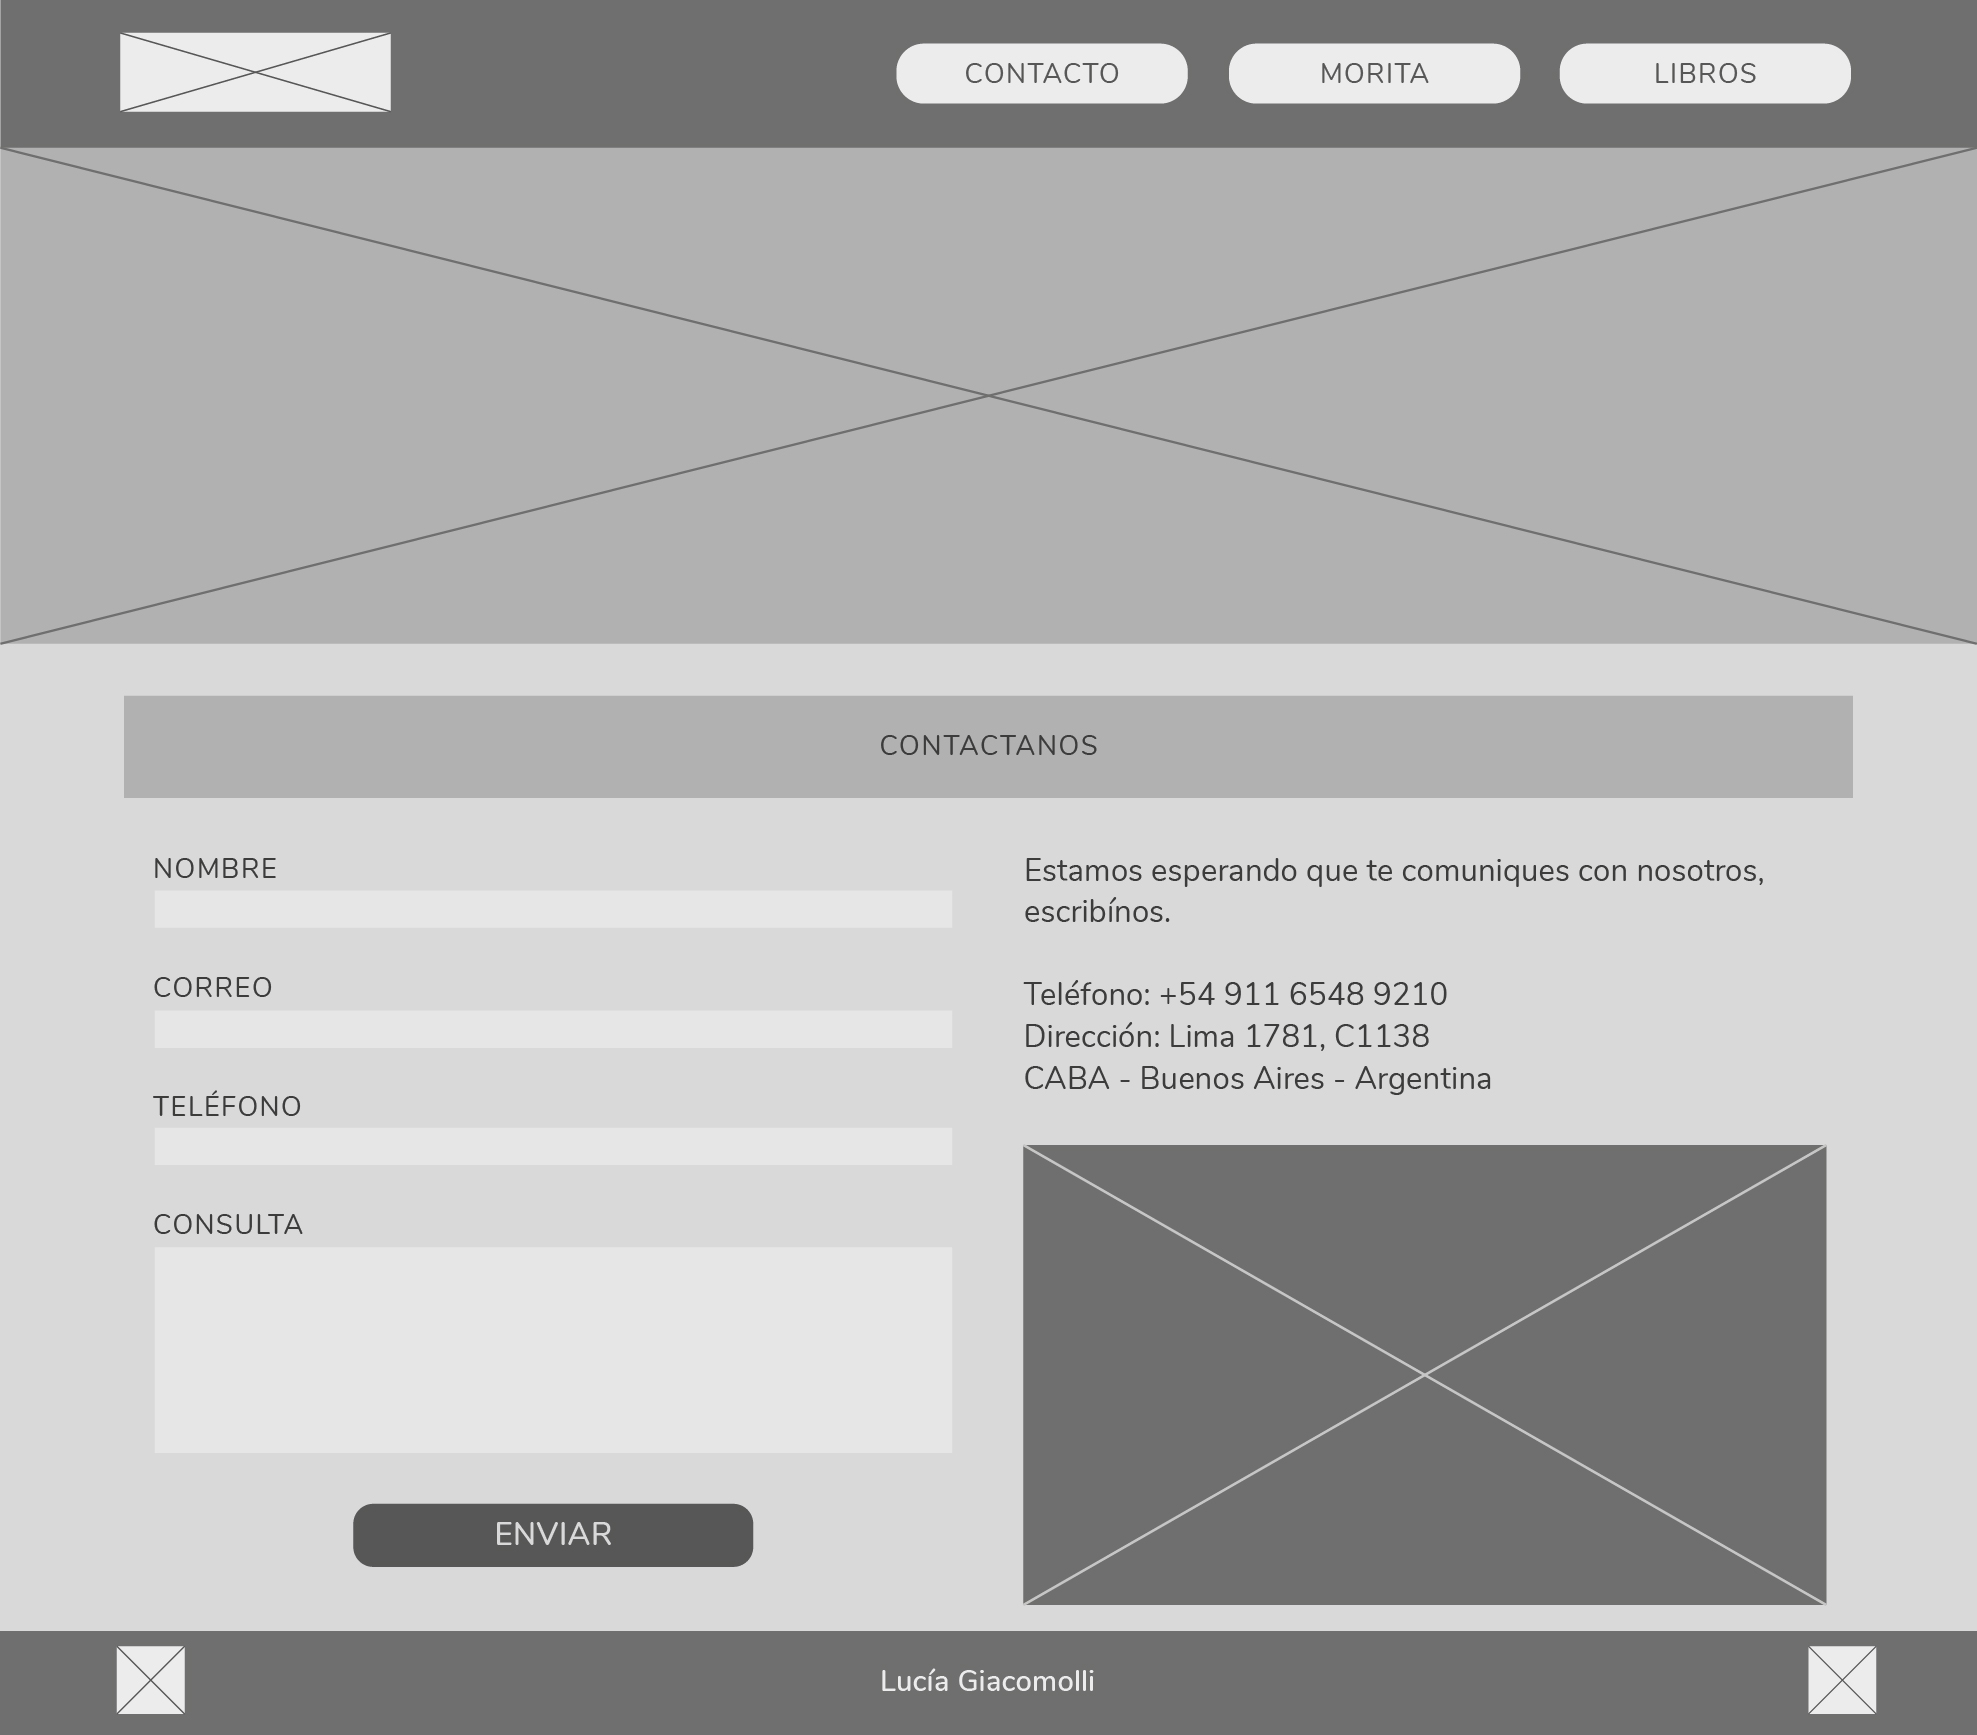 CONTACTO
MORITA
LIBROS
CONTACTANOS
NOMBRE
CORREO
TELÉFONO
CONSULTA
ENVIAR
Estamos esperando que te comuniques con nosotros,
escribínos.
Teléfono: +54 911 6548 9210
Dirección: Lima 1781, C1138
CABA - Buenos Aires - Argentina
Lucía Giacomolli